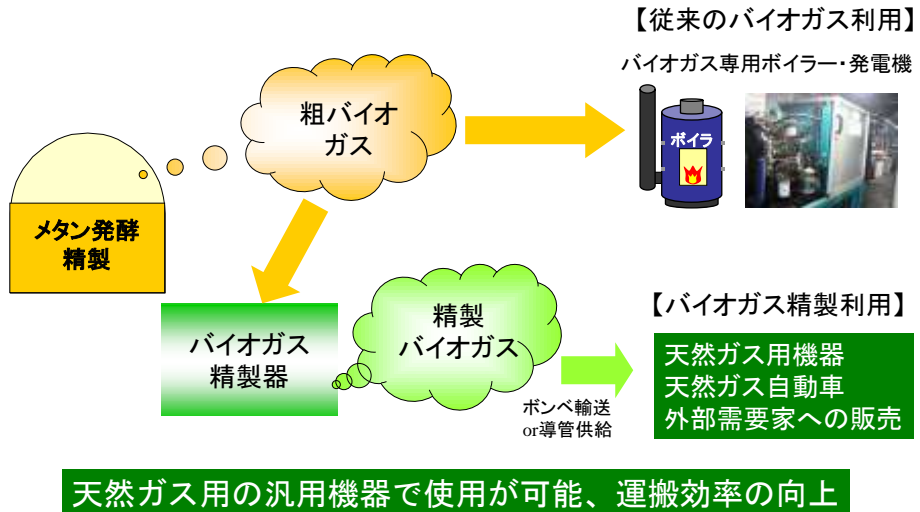 【従来のバイオガス利用】
バイオガス専用ボイラー・発電機
粗バイオ
ガス
ボイラ
メタン発酵
精製
バイオガス
精製器
精製
バイオガス
ボンベ輸送
or導管供給
【バイオガス精製利用】
天然ガス用機器
天然ガス自動車
外部需要家への販売
天然ガス用の汎用機器で使用が可能、運搬効率の向上